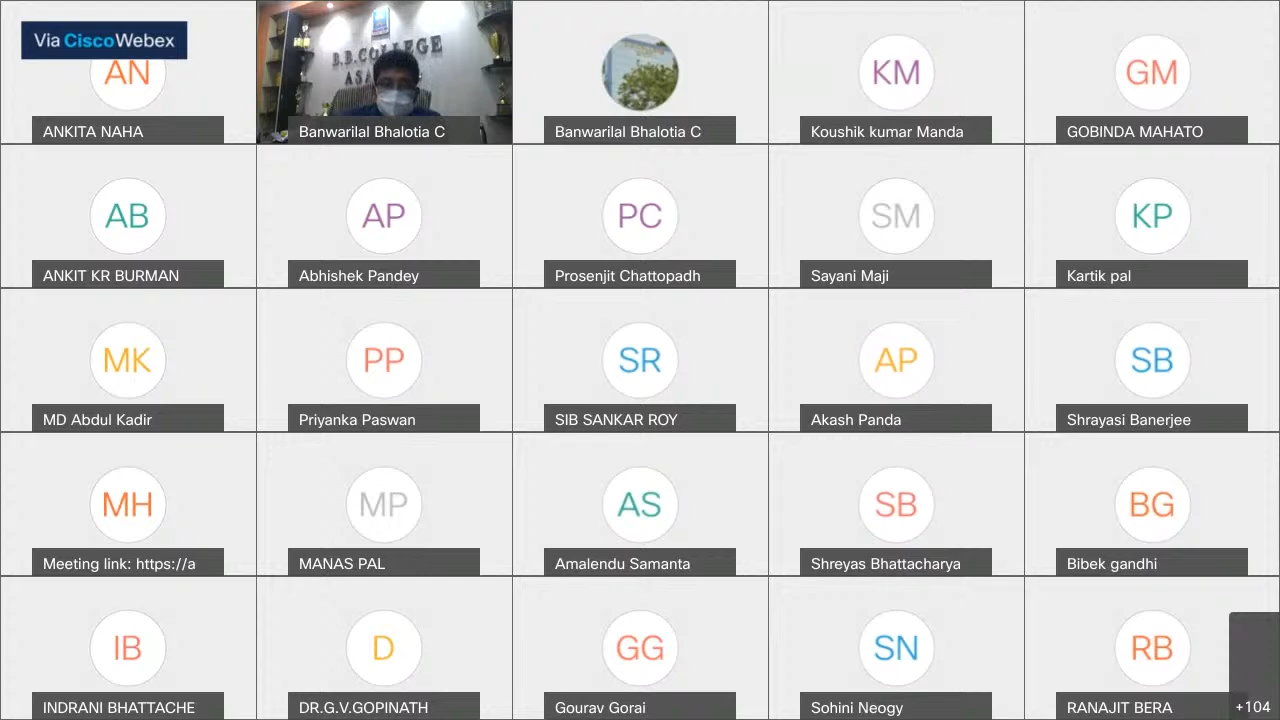 Via Cisco Webex
AN
ANKITA NAHA
B.B.COLLEGE
Banwarilal Bhalotia C
Banwarilal Bhalotia C
KM
Koushik kumar Manda
GM
GOBINDA MAHATO
AB
ANKIT KR BURMAN
AP
Abhishek Pandey
PC
Prosenjit Chattopadh
SM
Sayani Maji
KP
Kartik pal
MK
MD Abdul Kadir
PP
Priyanka Paswan
SR
SIB SANKAR ROY
AP
Akash Panda
SB
Shrayasi Banerjee
MH
Meeting link: https://a
MP
MANAS PAL
AS
Amalendu Samanta
SB
Shreyas Bhattacharya
BG
Bibek gandhi
IB
INDRANI BHATTACHE
D
DR.G.V.GOPINATH
GG
Gourav Gorai
SN
Sohini Neogy
RB
RANAJIT BERA
+104